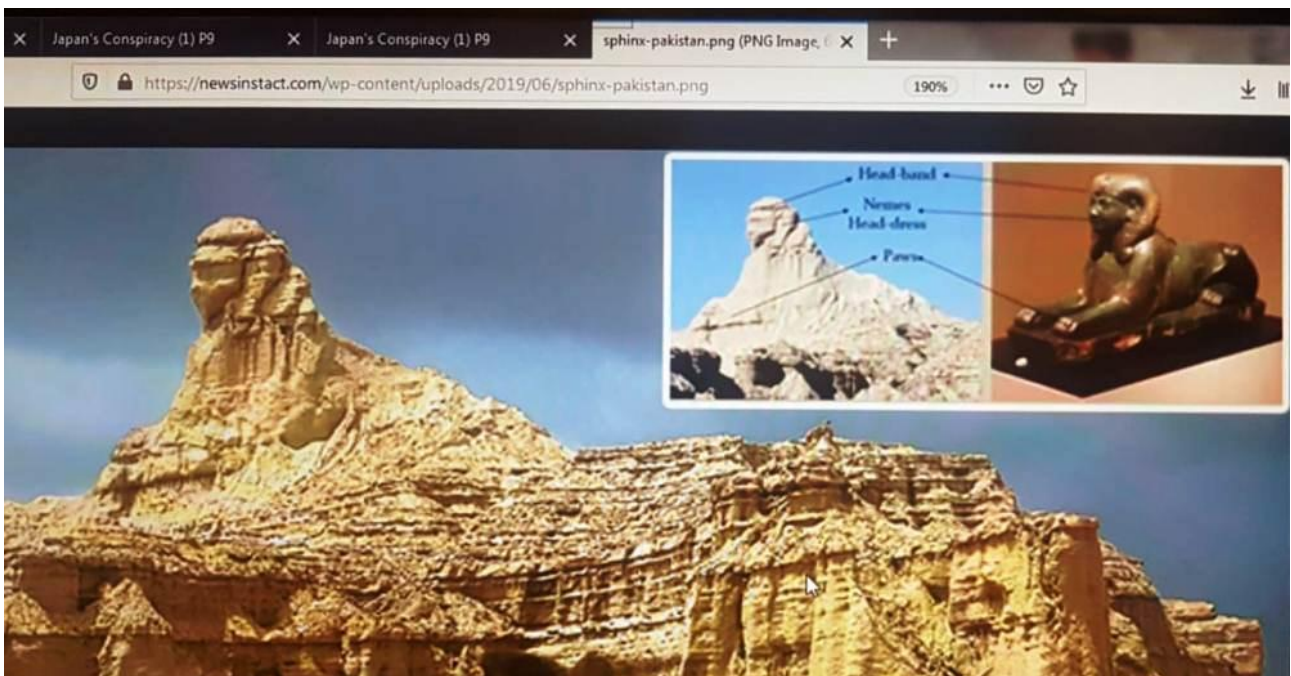 Japan's Conspiracy (1) P9
Japan's Conspiracy (1) P9
sphinx-pakistan.png (PNG Image, 6
https://newsinstact.com/wp-content/uploads/2019/06/sphinx-pakistan.png
190%
Head-band
Nemes
Head-dress
Paws